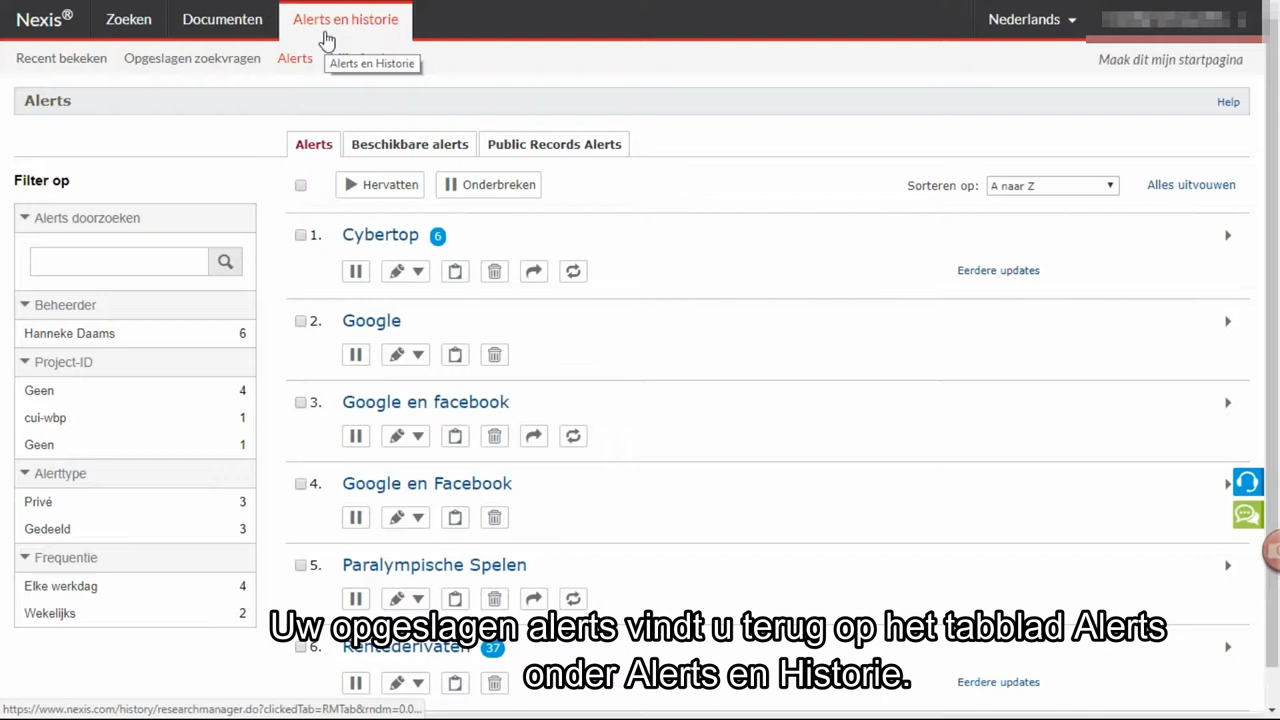 Nexis® Zoeken Documenten Alerts en historie Nederlands
Recent bekeken Opgeslagen zoekvragen Alerts Maak dit mijn startpagina
Alerts en Historie
Alerts Help
Alerts Beschikbare alerts Public Records Alerts
Filter op
Hervatten Onderbreken Sorteren op: A naar Z Alles uitvouwen
Alerts doorzoeken
1. Cybertop 6
Eerdere updates
Beheerder
Hanneke Daams 6
2. Google
Project-ID
Geen 4
cui-wbp 1
Geen 1
3. Google en facebook
Alerttype
Privé 3
Gedeeld 3
4. Google en Facebook
Frequentie
Elke werkdag 4
Wekelijks 2
5. Paralympische Spelen
6. Rentederivaten 37
Eerdere updates
Uw opgeslagen alerts vindt u terug op het tabblad Alerts
onder Alerts en Historie.
https://www.nexis.com/history/researchmanager.do?clickedTab=RMTab&rndm=0.0...